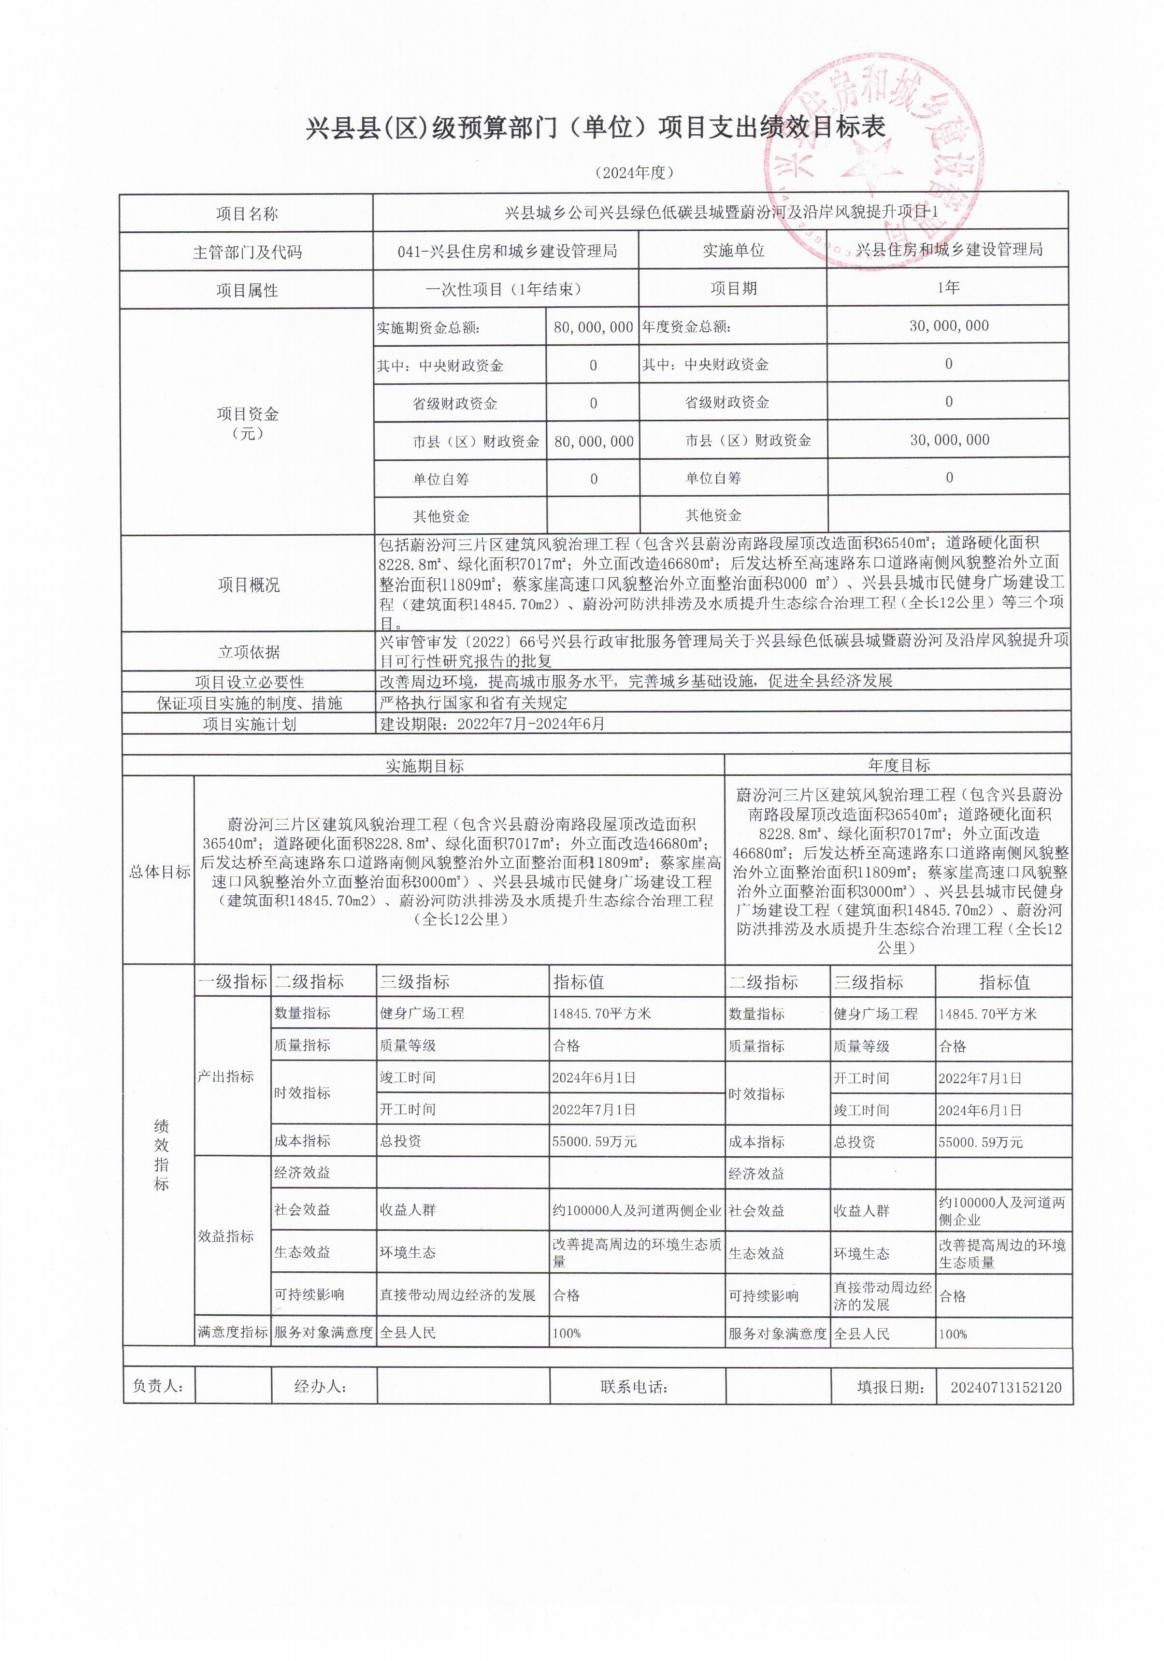 兴县县(区)级预算部门（单位）项目支出绩效目标表
（2024年度）
项目名称 兴县城乡公司兴县绿色低碳县城暨蔚汾河及沿岸风貌提升项目-1
主管部门及代码 041-兴县住房和城乡建设管理局 实施单位 兴县住房和城乡建设管理局
项目属性 一次性项目（1年结束） 项目期 1年
项目资金
（元）
实施期资金总额： 80,000,000 年度资金总额： 30,000,000
其中：中央财政资金 0 其中：中央财政资金 0
省级财政资金 0 省级财政资金 0
市县（区）财政资金 80,000,000 市县（区）财政资金 30,000,000
单位自筹 0 单位自筹 0
其他资金 其他资金
项目概况
包括蔚汾河三片区建筑风貌治理工程（包含兴县蔚汾南路段屋顶改造面积36540㎡；道路硬化面积
8228.8㎡、绿化面积7017㎡；外立面改造46680㎡；后发达桥至高速路东口道路南侧风貌整治外立面
整治面积11809㎡；蔡家崖高速口风貌整治外立面整治面积3000 ㎡）、兴县县城市民健身广场建设工
程（建筑面积14845.70m2）、蔚汾河防洪排涝及水质提升生态综合治理工程（全长12公里）等三个项
目。
立项依据
兴审管审发〔2022〕66号兴县行政审批服务管理局关于兴县绿色低碳县城暨蔚汾河及沿岸风貌提升项
目可行性研究报告的批复
项目设立必要性 改善周边环境，提高城市服务水平，完善城乡基础设施，促进全县经济发展
保证项目实施的制度、措施 严格执行国家和省有关规定
项目实施计划 建设期限：2022年7月-2024年6月
实施期目标 年度目标
总体目标
蔚汾河三片区建筑风貌治理工程（包含兴县蔚汾南路段屋顶改造面积
36540㎡；道路硬化面积8228.8㎡、绿化面积7017㎡；外立面改造46680㎡；
后发达桥至高速路东口道路南侧风貌整治外立面整治面积11809㎡；蔡家崖高
速口风貌整治外立面整治面积3000㎡）、兴县县城市民健身广场建设工程
（建筑面积14845.70m2）、蔚汾河防洪排涝及水质提升生态综合治理工程
（全长12公里）
蔚汾河三片区建筑风貌治理工程（包含兴县蔚汾
南路段屋顶改造面积36540㎡；道路硬化面积
8228.8㎡、绿化面积7017㎡；外立面改造
46680㎡；后发达桥至高速路东口道路南侧风貌整
治外立面整治面积11809㎡；蔡家崖高速口风貌整
治外立面整治面积3000㎡）、兴县县城市民健身
广场建设工程（建筑面积14845.70m2）、蔚汾河
防洪排涝及水质提升生态综合治理工程（全长12
公里）
绩
效
指
标
一级指标 二级指标 三级指标 指标值 二级指标 三级指标 指标值
产出指标
数量指标 健身广场工程 14845.70平方米 数量指标 健身广场工程 14845.70平方米
质量指标 质量等级 合格 质量指标 质量等级 合格
时效指标 竣工时间 2024年6月1日 时效指标 开工时间 2022年7月1日
开工时间 2022年7月1日 竣工时间 2024年6月1日
成本指标 总投资 55000.59万元 成本指标 总投资 55000.59万元
效益指标
经济效益 经济效益
社会效益 收益人群 约100000人及河道两侧企业 社会效益 收益人群 约100000人及河道两
侧企业
生态效益 环境生态 改善提高周边的环境生态质
量
生态效益 环境生态 改善提高周边的环境
生态质量
可持续影响 直接带动周边经济的发展 合格 可持续影响 直接带动周边经
济的发展
合格
满意度指标 服务对象满意度 全县人民 100% 服务对象满意度 全县人民 100%
负责人： 经办人： 联系电话： 填报日期： 20240713152120
兴县住房和城乡建设管理局